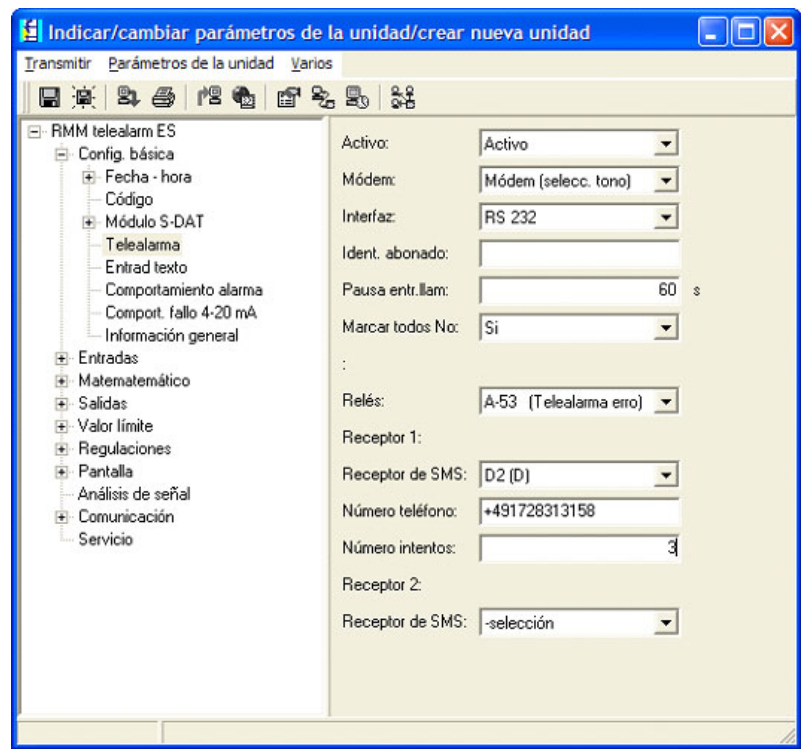 Indicar/cambiar parámetros de la unidad/crear nueva unidad
Transmitir Parámetros de la unidad Varios
RMM telealarm ES
Config. básica
Fecha - hora
Código
Módulo S-DAT
Telealarma
Entrad texto
Comportamiento alarma
Comport. fallo 4-20 mA
Información general
Entradas
Matematemático
Salidas
Valor límite
Regulaciones
Pantalla
Análisis de señal
Comunicación
Servicio
Activo: Activo
Módem: Módem (selecc. tono)
Interfaz: RS 232
Ident. abonado:
Pausa entr.llam: 60 s
Marcar todos No: Si
:
Relés: A-53 (Telealarma erro)
Receptor 1:
Receptor de SMS: D2 (D)
Número teléfono: +491728313158
Número intentos: 3
Receptor 2:
Receptor de SMS: -selección